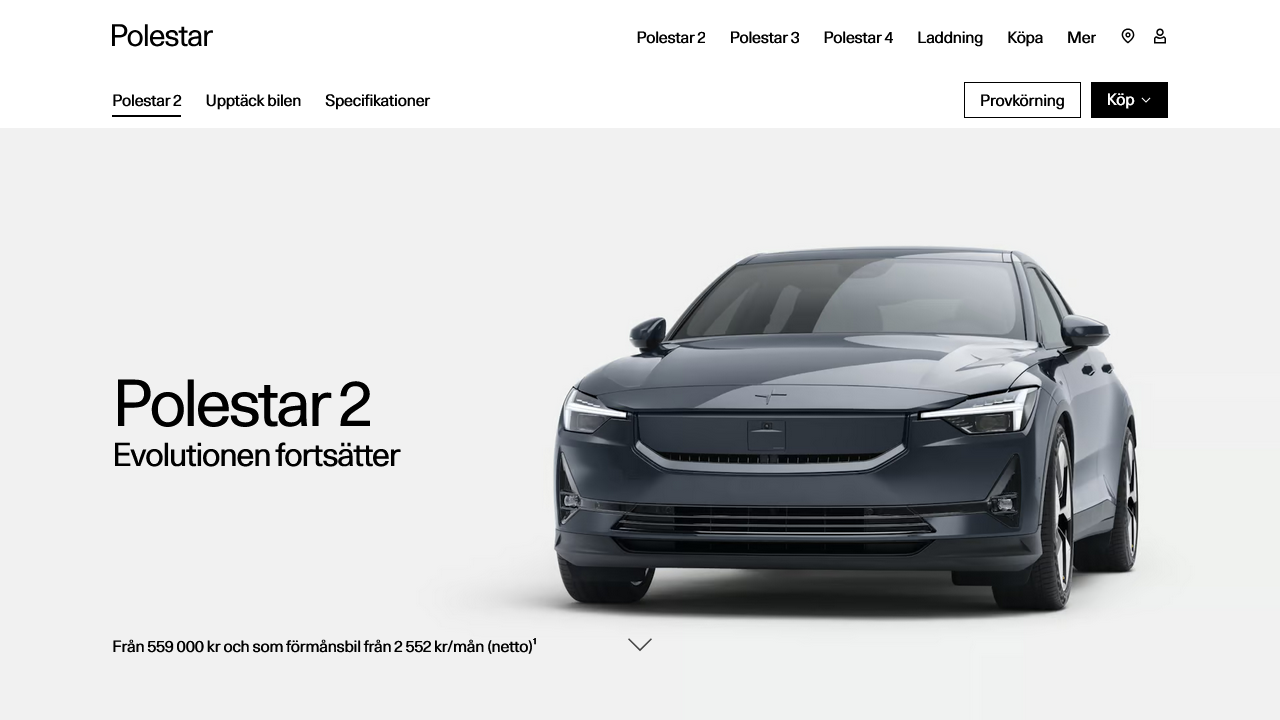 Polestar
Polestar 2 Polestar 3 Polestar 4 Laddning Köpa Mer
Polestar 2 Upptäck bilen Specifikationer
Provkörning Köp
Polestar 2
Evolutionen fortsätter
Från 559 000 kr och som förmånsbil från 2 552 kr/mån (netto)¹